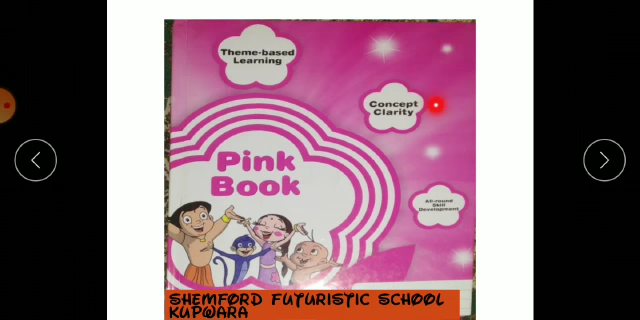 Theme-based
Learning
Concept
Clarity
Pink
Book
All-round
Skill
Development
SHEMFORD FUTURISTIC SCHOOL
KUPWARA